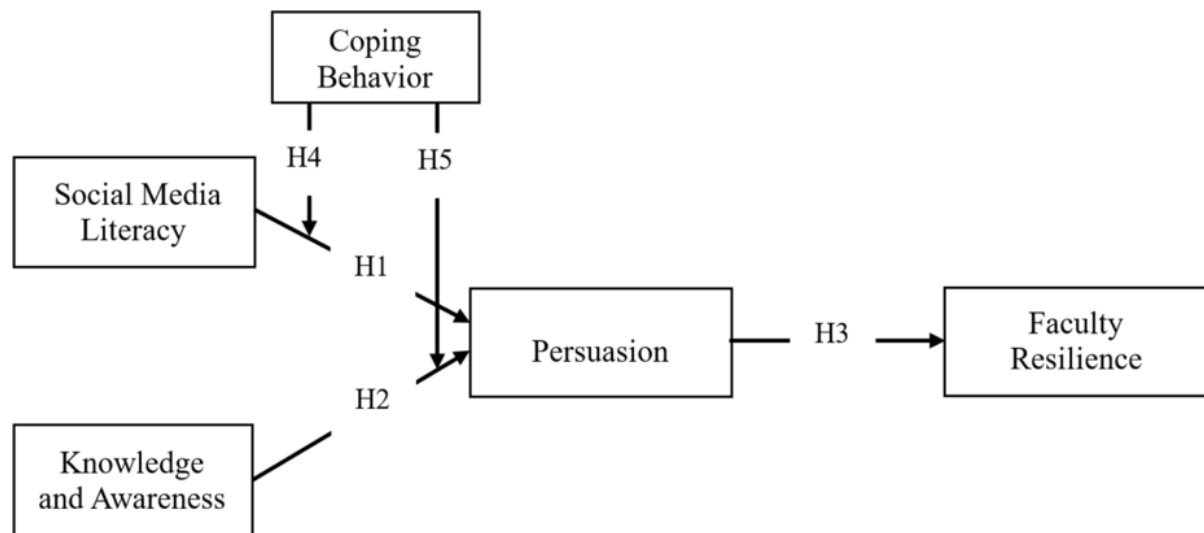 Coping
Behavior
H4
H5
Social Media
Literacy
H1
Persuasion
H3
Faculty
Resilience
H2
Knowledge
and Awareness